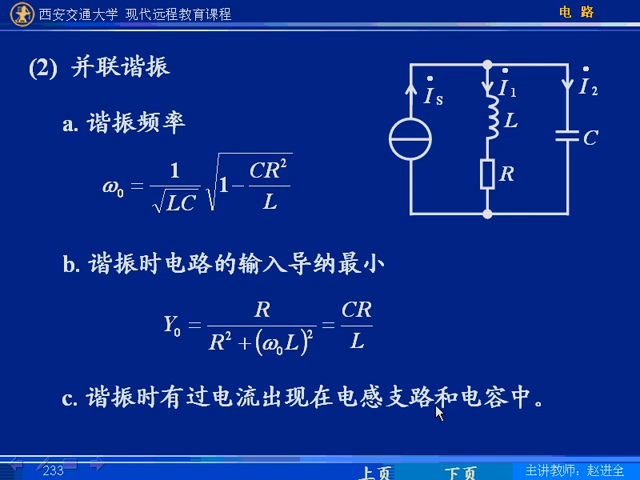 西安交通大学 现代远程教育课程
电 路
(2) 并联谐振
a. 谐振频率
ω₀ = 1/√LC √(1 − CR²/L)
İs
İ1
İ2
L
C
R
b. 谐振时电路的输入导纳最小
Y₀ = R/(R² + (ω₀L)²) = CR/L
c. 谐振时有过电流出现在电感支路和电容中。
233
上页
下页
主讲教师：赵进全